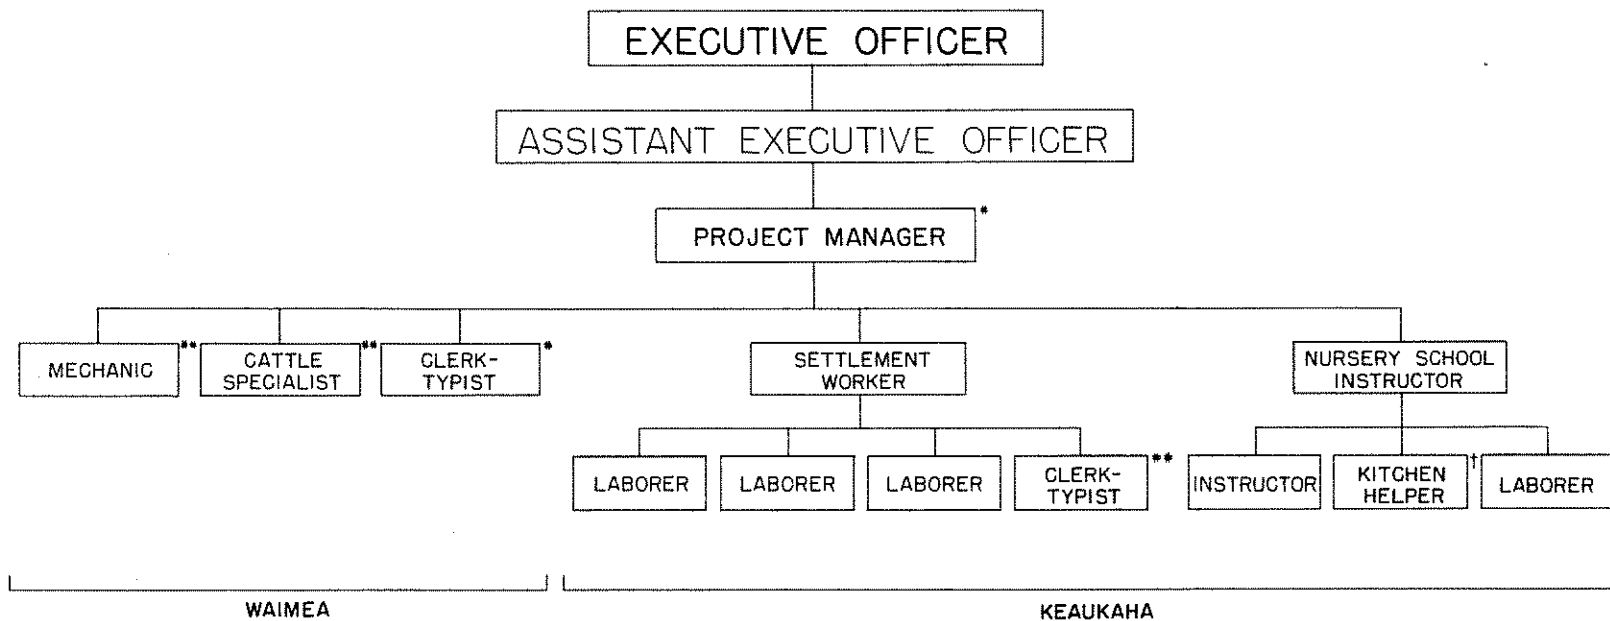 EXECUTIVE OFFICER
ASSISTANT EXECUTIVE OFFICER
PROJECT MANAGER*
MECHANIC**
CATTLE
SPECIALIST**
CLERK-
TYPIST*
SETTLEMENT
WORKER
NURSERY SCHOOL
INSTRUCTOR
LABORER
LABORER
LABORER
CLERK-
TYPIST**
INSTRUCTOR
KITCHEN
HELPER†
LABORER
WAIMEA
KEAUKAHA